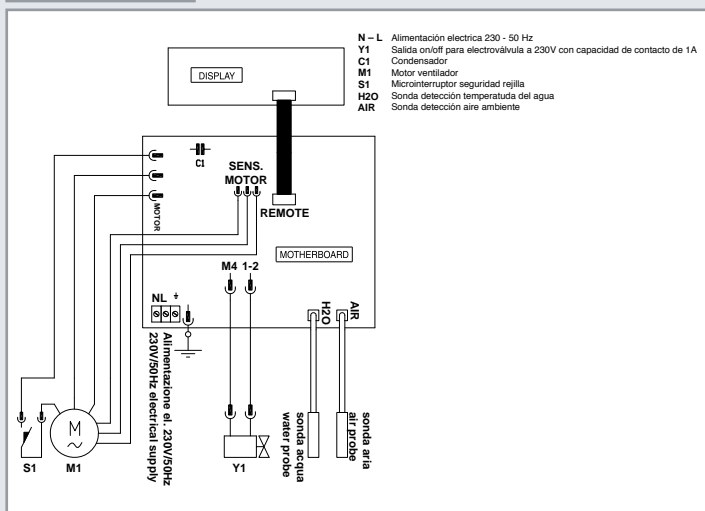 N – L Alimentación electrica 230 - 50 Hz
Y1 Salida on/off para electroválvula a 230V con capacidad de contacto de 1A
C1 Condensador
M1 Motor ventilador
S1 Microinterruptor seguridad rejilla
H2O Sonda detección temperatuda del agua
AIR Sonda detección aire ambiente
DISPLAY
C1
SENS.
MOTOR
REMOTE
MOTOR
MOTHERBOARD
M4 1-2
NL
H2O
AIR
Alimentazione el. 230V/50Hz
230V/50Hz electrical supply
sonda acqua
water probe
sonda aria
air probe
M
~
S1
M1
Y1